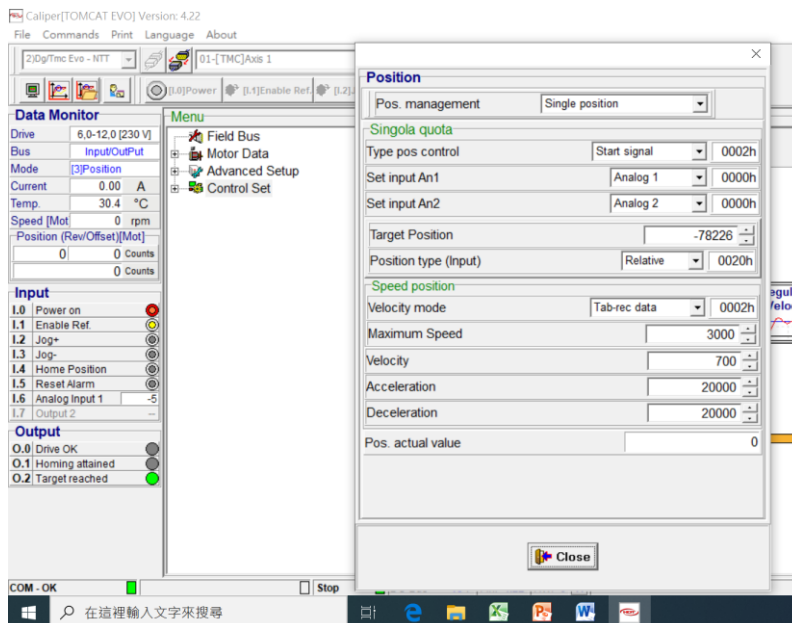 Caliper[TOMCAT EVO] Version: 4.22
File Commands Print Language About
2)Dg/Tmc Evo - NTT
01-[TMC]Axis 1
[I.0]Power
[I.1]Enable Ref.
[I.2]
Data Monitor
Drive 6,0-12,0 [230 V]
Bus Input/OutPut
Mode [3]Position
Current 0.00 A
Temp. 30.4 °C
Speed [Mot 0 rpm
Position (Rev/Offset)[Mot]
0 0 Counts
0 Counts
Input
I.0 Power on
I.1 Enable Ref.
I.2 Jog+
I.3 Jog-
I.4 Home Position
I.5 Reset Alarm
I.6 Analog Input 1 -5
I.7 Output 2 --
Output
O.0 Drive OK
O.1 Homing attained
O.2 Target reached
Menu
Field Bus
Motor Data
Advanced Setup
Control Set
Position
Pos. management Single position
Singola quota
Type pos control Start signal 0002h
Set input An1 Analog 1 0000h
Set input An2 Analog 2 0000h
Target Position -78226
Position type (Input) Relative 0020h
Speed position
Velocity mode Tab-rec data 0002h
Maximum Speed 3000
Velocity 700
Acceleration 20000
Deceleration 20000
Pos. actual value 0
Close
COM - OK
Stop
在這裡輸入文字來搜尋